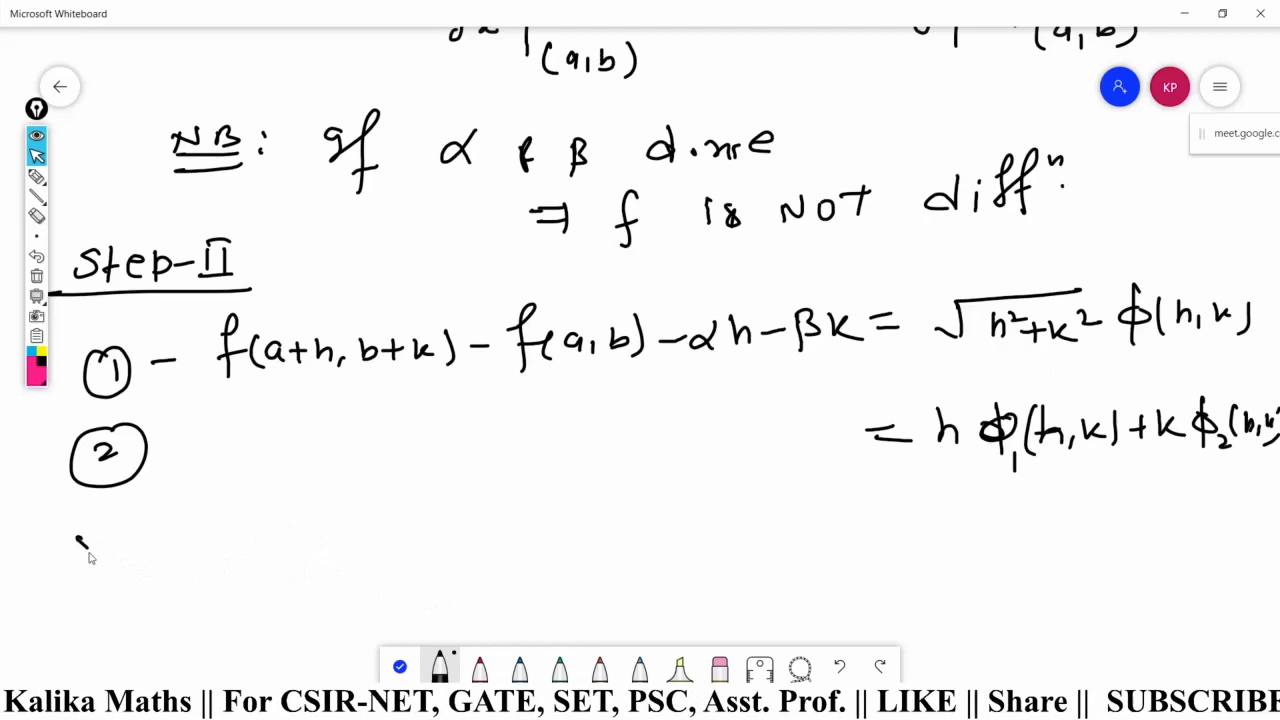 Microsoft Whiteboard
(a,b)
(a,b)
KP
meet.google.c
NB: If α & β d.n.e
⇒ f is NOT diffⁿ.
Step-II
① - f(a+h, b+k) - f(a,b) - αh - βk = √h²+k² ϕ(h,k)
= h ϕ₁(h,k) + k ϕ₂(h,k)
②
Kalika Maths || For CSIR-NET, GATE, SET, PSC, Asst. Prof. || LIKE || Share || SUBSCRIBE